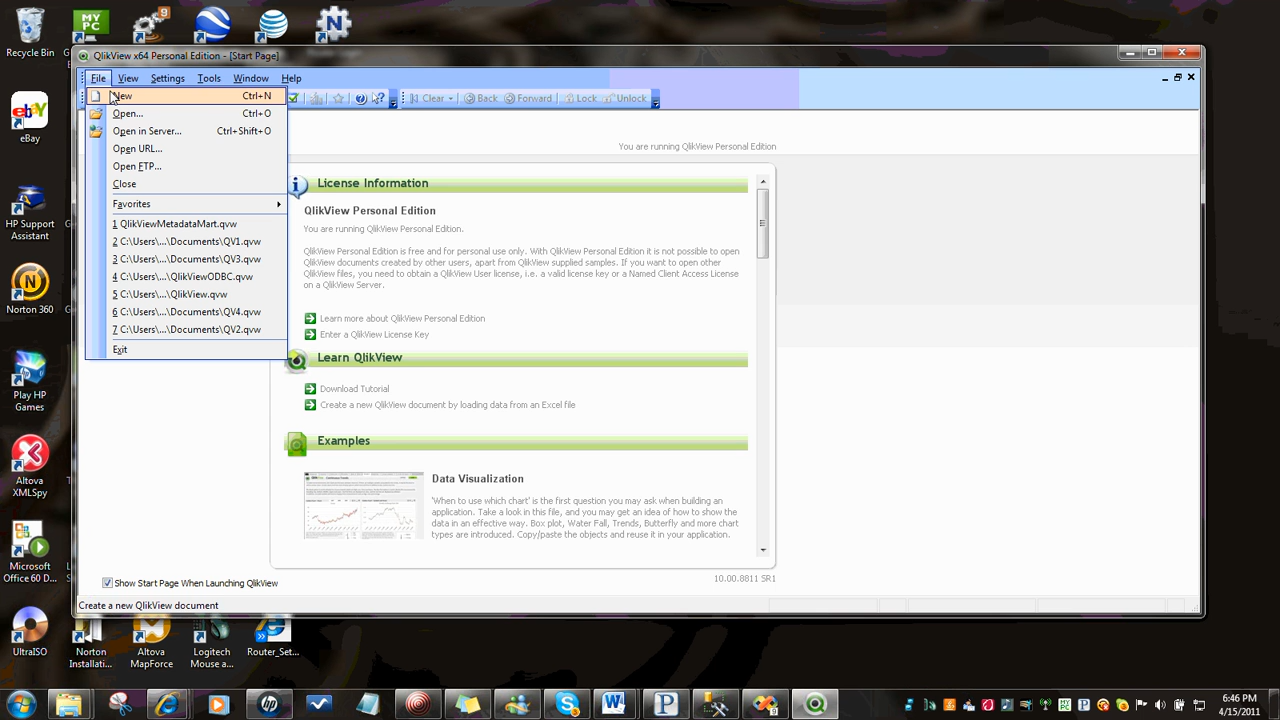 Recycle Bin
MY
PC
9
N
QlikView x64 Personal Edition - [Start Page]
File View Settings Tools Window Help
New Ctrl+N
Open... Ctrl+O
Open in Server... Ctrl+Shift+O
Open URL...
Open FTP...
Close
Favorites
1 QlikViewMetadataMart.qvw
2 C:\Users\...\Documents\QV1.qvw
3 C:\Users\...\Documents\QV3.qvw
4 C:\Users\...\QlikViewODBC.qvw
5 C:\Users\...\QlikView.qvw
6 C:\Users\...\Documents\QV4.qvw
7 C:\Users\...\Documents\QV2.qvw
Exit
Clear Back Forward Lock Unlock
You are running QlikView Personal Edition
License Information
QlikView Personal Edition
You are running QlikView Personal Edition.
QlikView Personal Edition is free and for personal use only. With QlikView Personal Edition it is not possible to open
QlikView documents created by other users, apart from QlikView supplied samples. If you want to open other
QlikView files, you need to obtain a QlikView User license, i.e. a valid license key or a Named Client Access License
on a QlikView Server.
Learn more about QlikView Personal Edition
Enter a QlikView License Key
Learn QlikView
Download Tutorial
Create a new QlikView document by loading data from an Excel file
Examples
Data Visualization
'When to use which chart' is the first question you may ask when building an
application. Take a look in this file, and you may get an idea of how to show the
data in an effective way. Box plot, Water Fall, Trends, Butterfly and more chart
types are introduced. Copy/paste the objects and reuse it in your application.
Show Start Page When Launching QlikView
10.00.8811 SR1
Create a new QlikView document
ebay
eBay
HP Support
Assistant
Norton 360
Play HP
Games
Altova
XMLSpy
Microsoft
Office 60 D...
UltraISO
Norton
Installati...
Altova
MapForce
Logitech
Mouse a...
Router_Set...
6:46 PM
4/15/2011